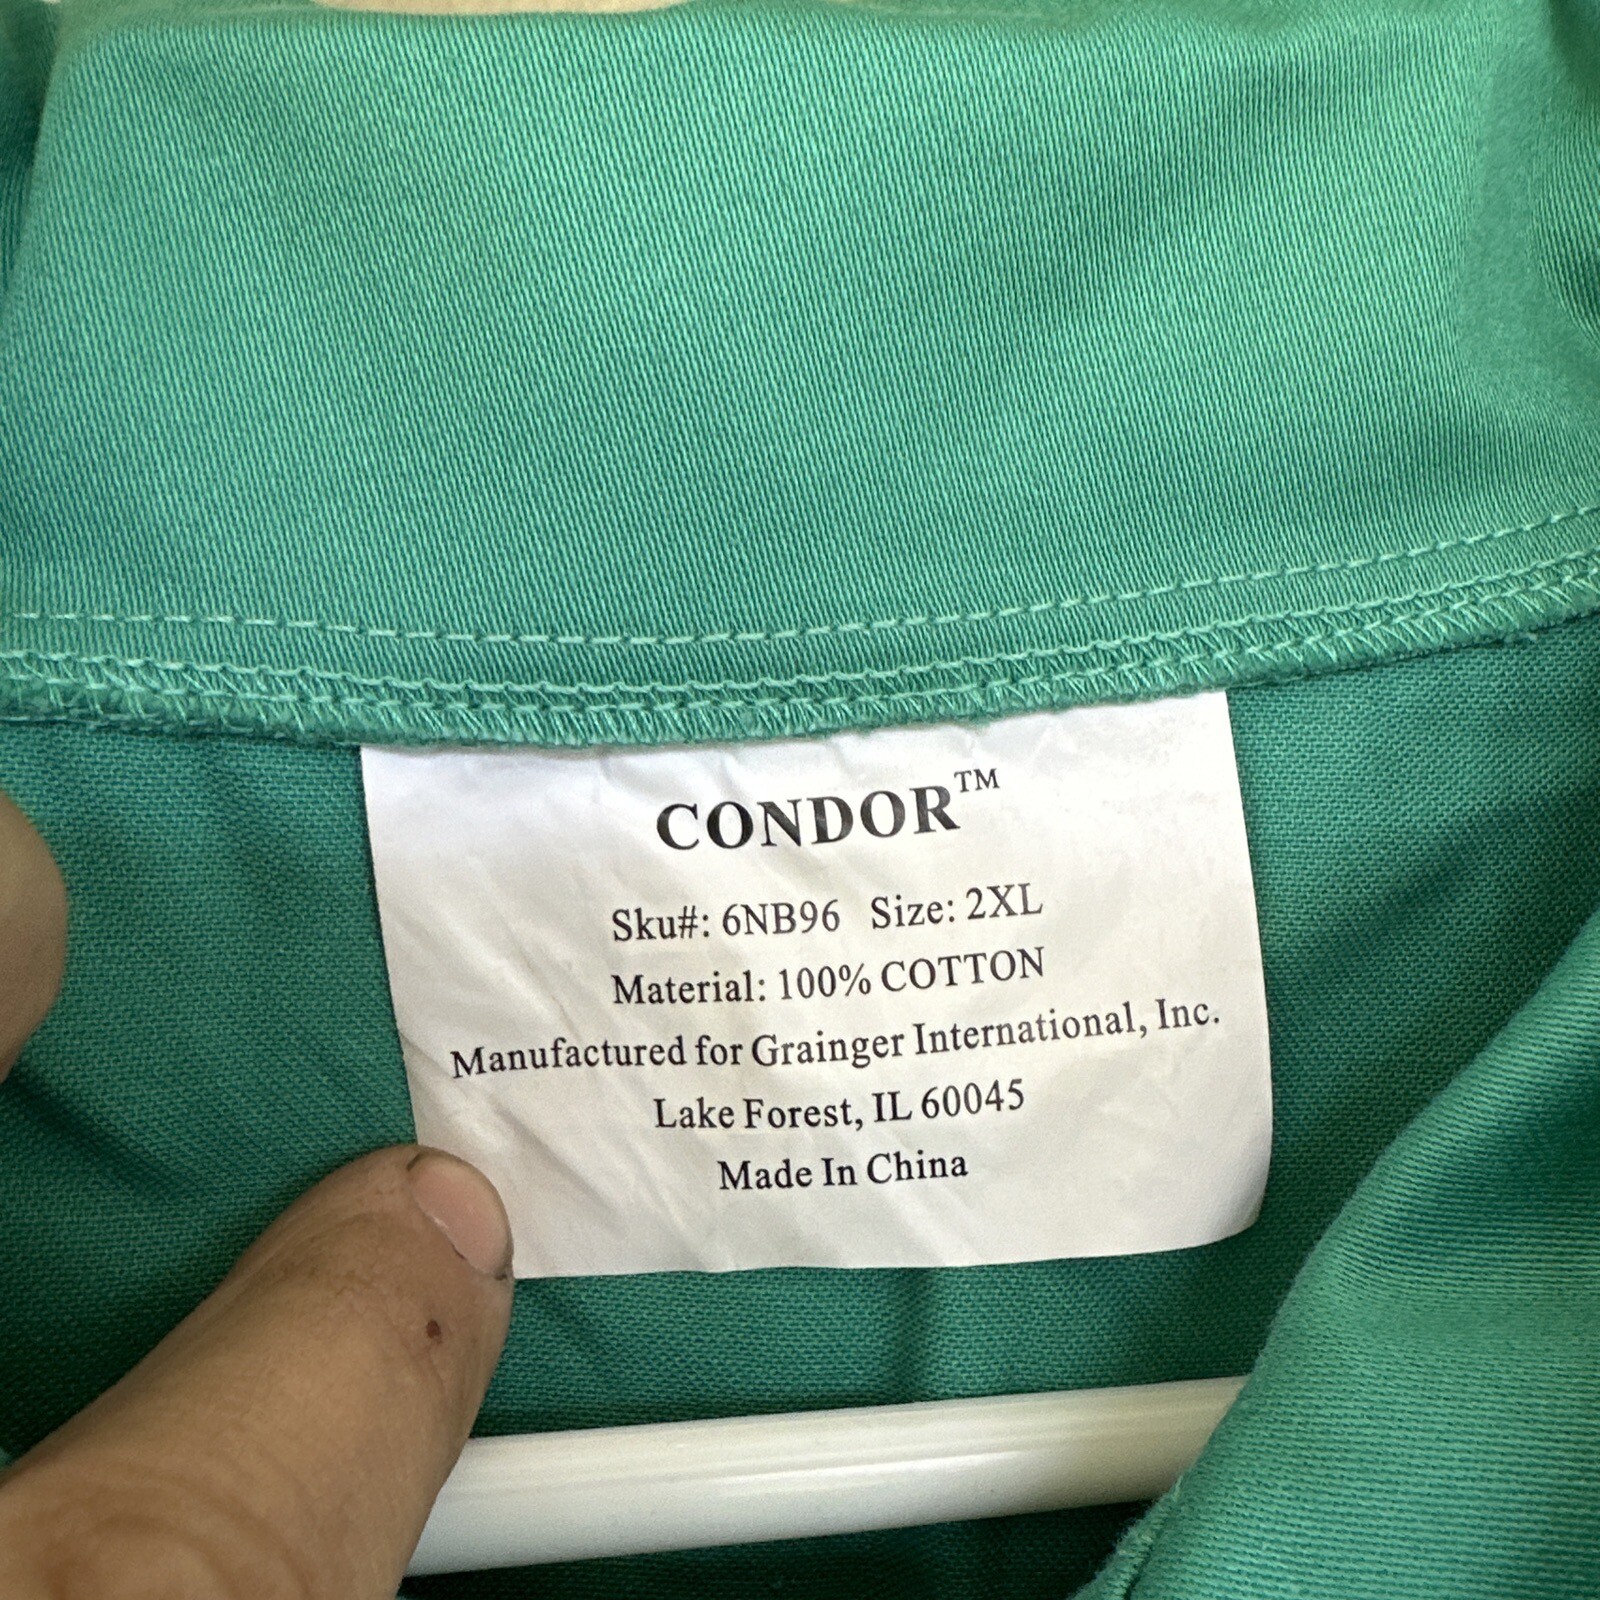 CONDOR™
Sku#: 6NB96 Size: 2XL
Material: 100% COTTON
Manufactured for Grainger International, Inc.
Lake Forest, IL 60045
Made In China